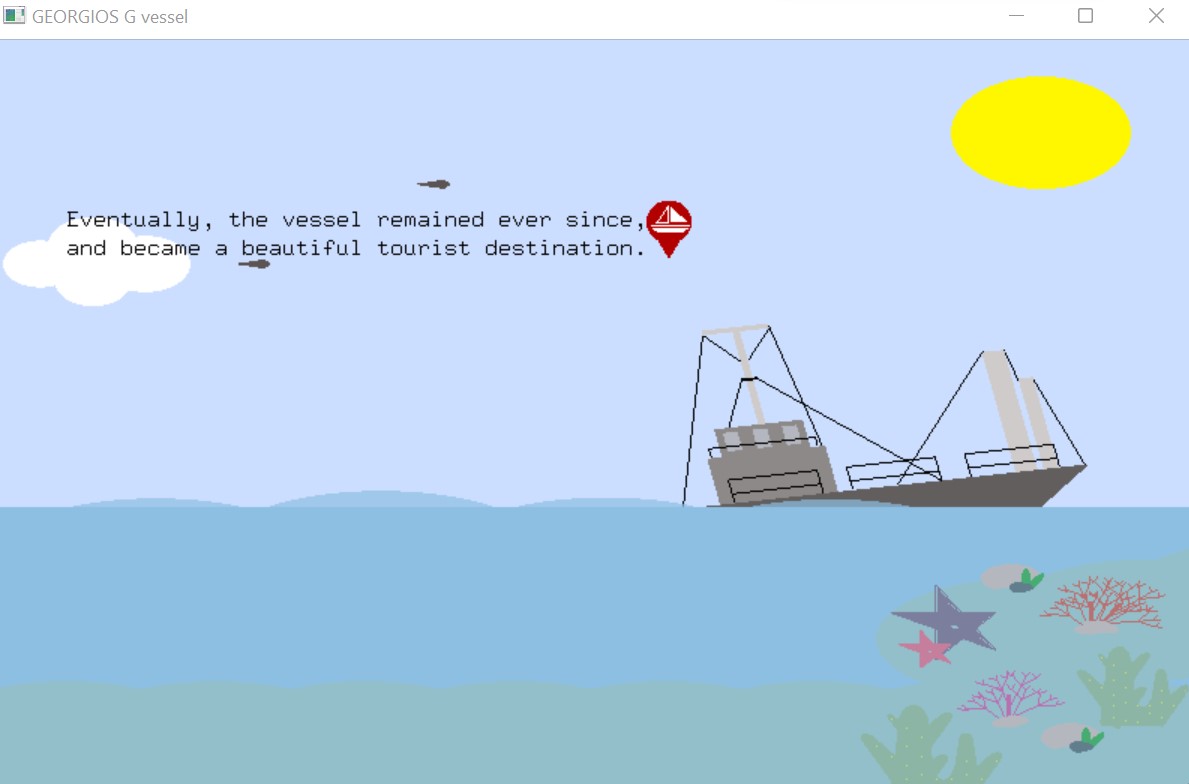 GEORGIOS G vessel
Eventually, the vessel remained ever since,
and became a beautiful tourist destination.